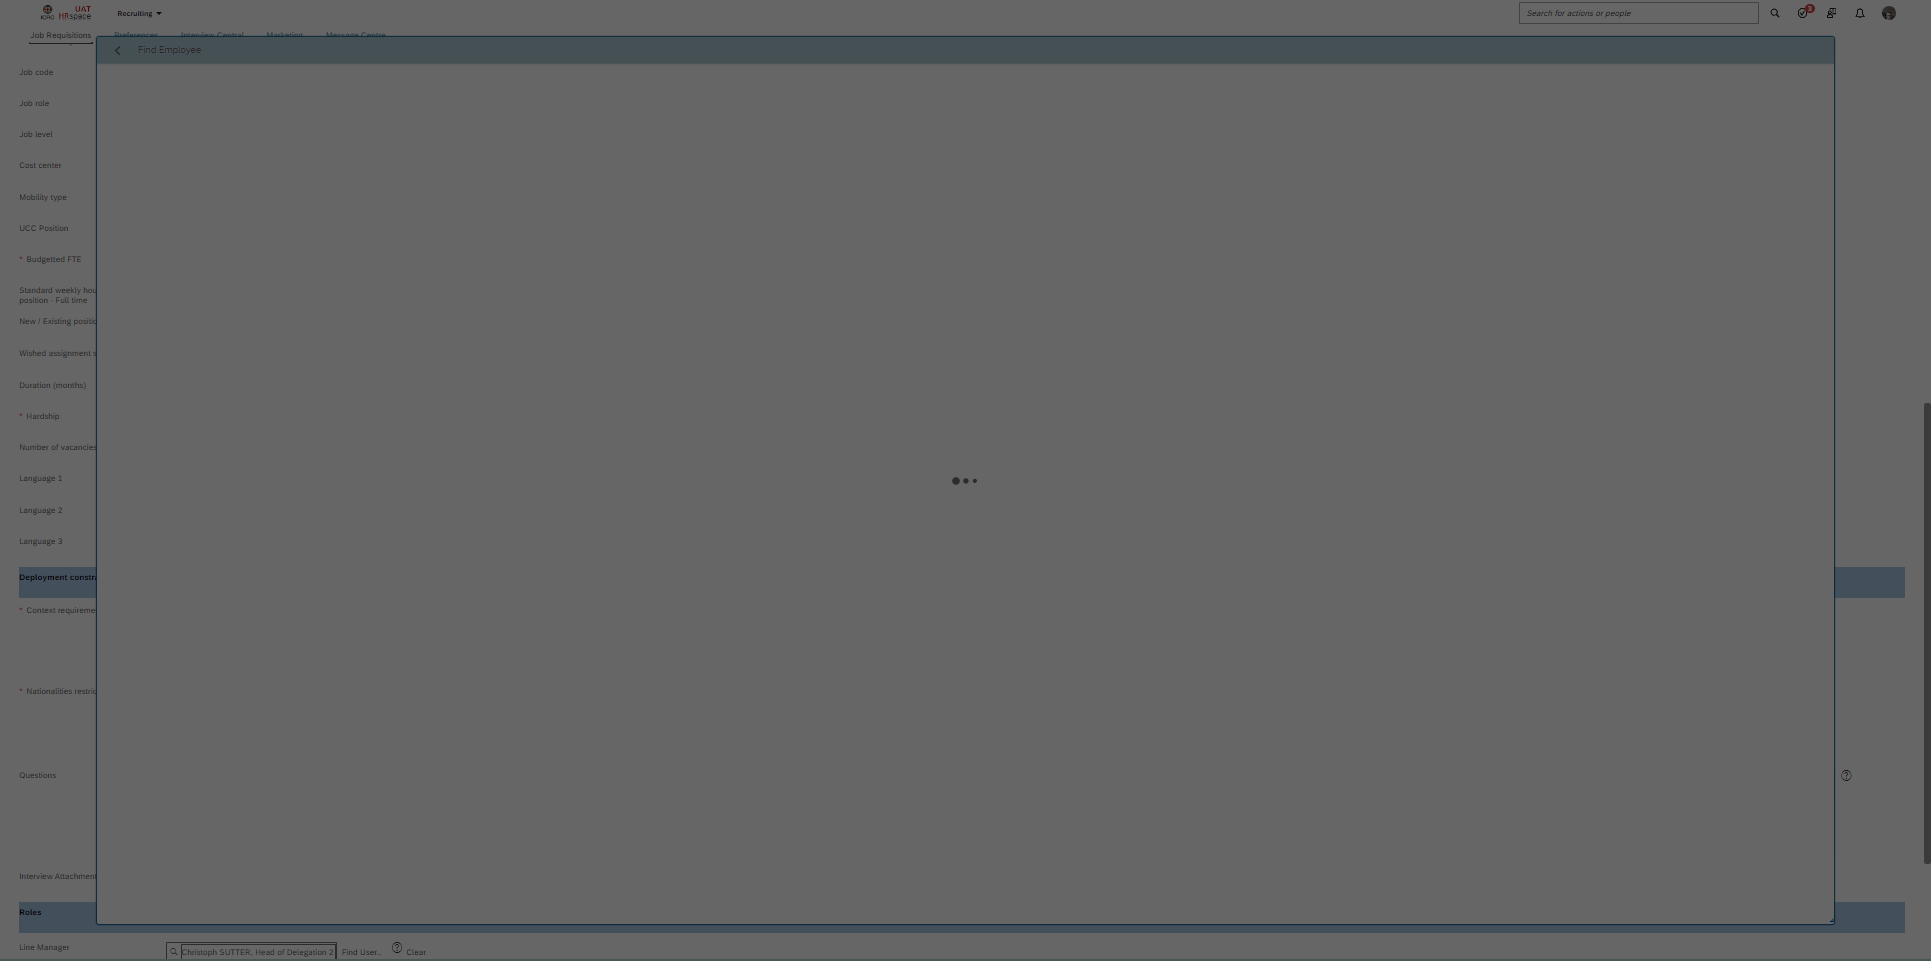 UAT
ICRC HRspace
Recruiting
Search for actions or people
3
Job Requisitions
Preferences
Interview Central
Marketing
Message Centre
Find Employee
Job code
Job role
Job level
Cost center
Mobility type
UCC Position
* Budgetted FTE
Standard weekly hou
position - Full time
New / Existing positio
Wished assignment s
Duration (months)
* Hardship
Number of vacancies
Language 1
Language 2
Language 3
Deployment constra
* Context requireme
* Nationalities restric
Questions
Interview Attachment
Roles
Line Manager
Christoph SUTTER, Head of Delegation 2
Find User..
Clear